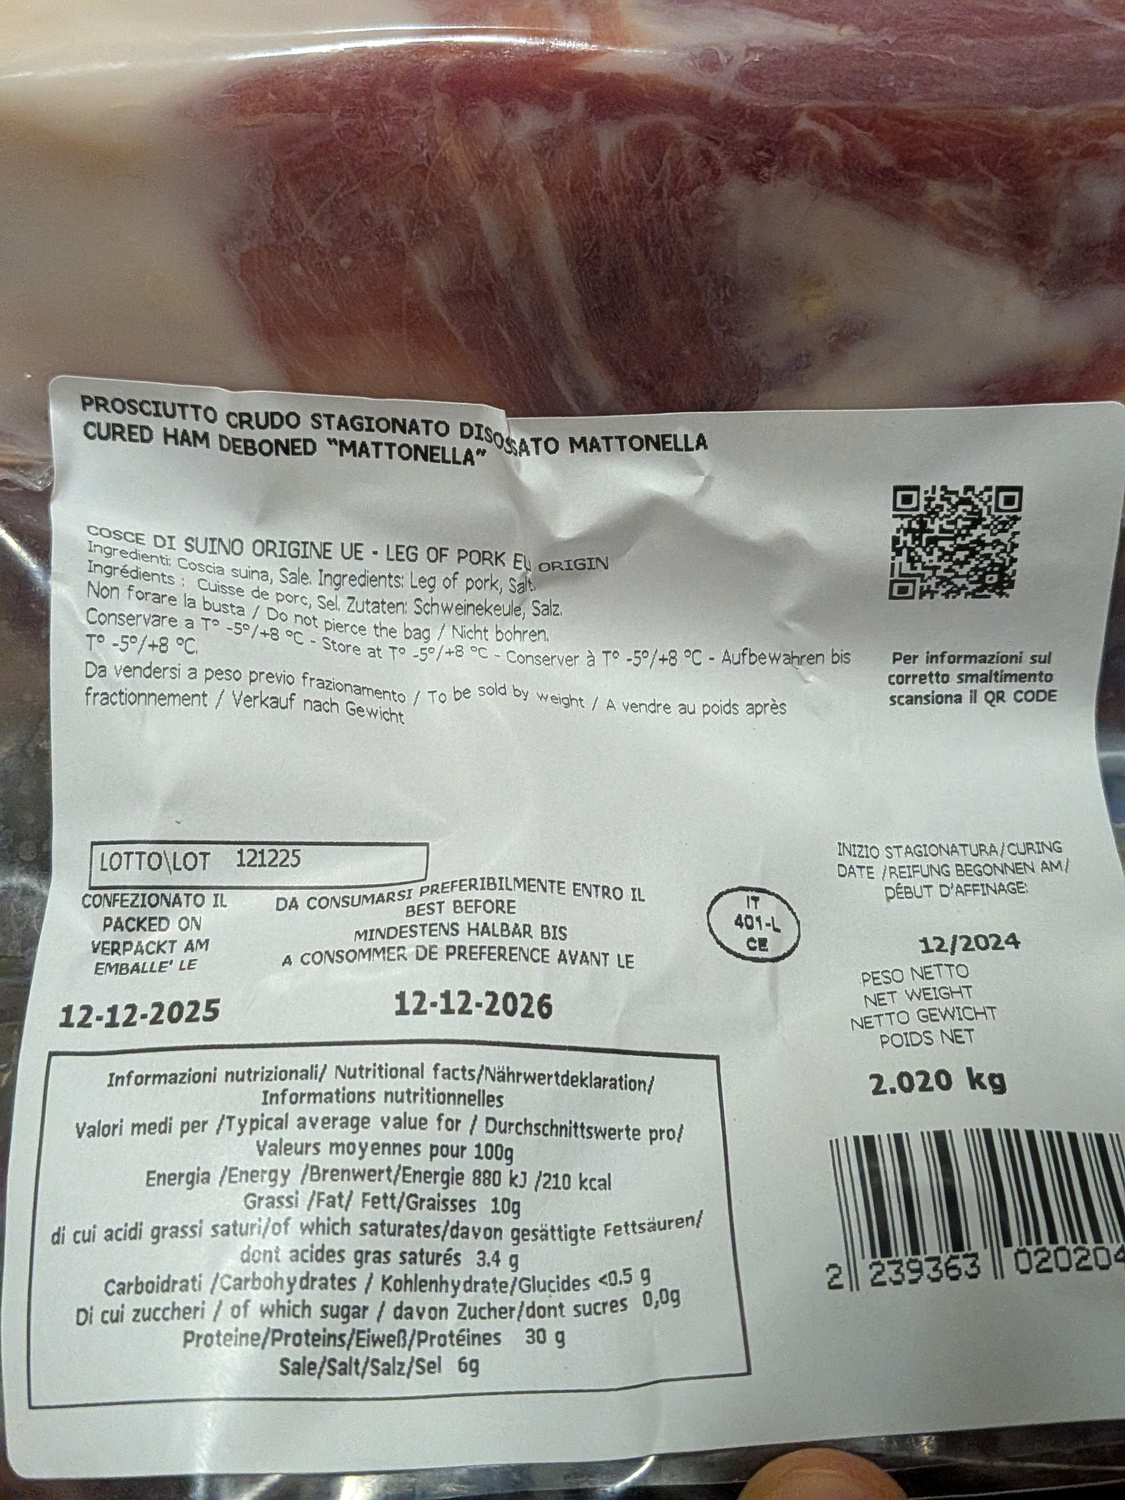 PROSCIUTTO CRUDO STAGIONATO DISOSSATO MATTONELLA
CURED HAM DEBONED "MATTONELLA"
COSCE DI SUINO ORIGINE UE - LEG OF PORK EU ORIGIN
Ingredienti: Coscia suina, Sale. Ingredients: Leg of pork, Salt.
Ingrédients : Cuisse de porc, Sel. Zutaten: Schweinekeule, Salz.
Non forare la busta / Do not pierce the bag / Nicht bohren.
Conservare a T° -5°/+8 °C - Store at T° -5°/+8 °C - Conserver à T° -5°/+8 °C - Aufbewahren bis
T° -5°/+8 °C.
Da vendersi a peso previo frazionamento / To be sold by weight / A vendre au poids après
fractionnement / Verkauf nach Gewicht
Per informazioni sul
corretto smaltimento
scansiona il QR CODE
LOTTO\LOT 121225
CONFEZIONATO IL
PACKED ON
VERPACKT AM
EMBALLE' LE
12-12-2025
DA CONSUMARSI PREFERIBILMENTE ENTRO IL
BEST BEFORE
MINDESTENS HALBAR BIS
A CONSOMMER DE PREFERENCE AVANT LE
12-12-2026
IT
401-L
CE
INIZIO STAGIONATURA/CURING
DATE /REIFUNG BEGONNEN AM/
DÉBUT D'AFFINAGE:
12/2024
PESO NETTO
NET WEIGHT
NETTO GEWICHT
POIDS NET
2.020 kg
Informazioni nutrizionali/ Nutritional facts/Nährwertdeklaration/
Informations nutritionnelles
Valori medi per /Typical average value for / Durchschnittswerte pro/
Valeurs moyennes pour 100g
Energia /Energy /Brenwert/Energie 880 kJ /210 kcal
Grassi /Fat/ Fett/Graisses 10g
di cui acidi grassi saturi/of which saturates/davon gesättigte Fettsäuren/
dont acides gras saturés 3.4 g
Carboidrati /Carbohydrates / Kohlenhydrate/Glucides <0.5 g
Di cui zuccheri / of which sugar / davon Zucher/dont sucres 0,0g
Proteine/Proteins/Eiweß/Protéines 30 g
Sale/Salt/Salz/Sel 6g
2 239363 020204